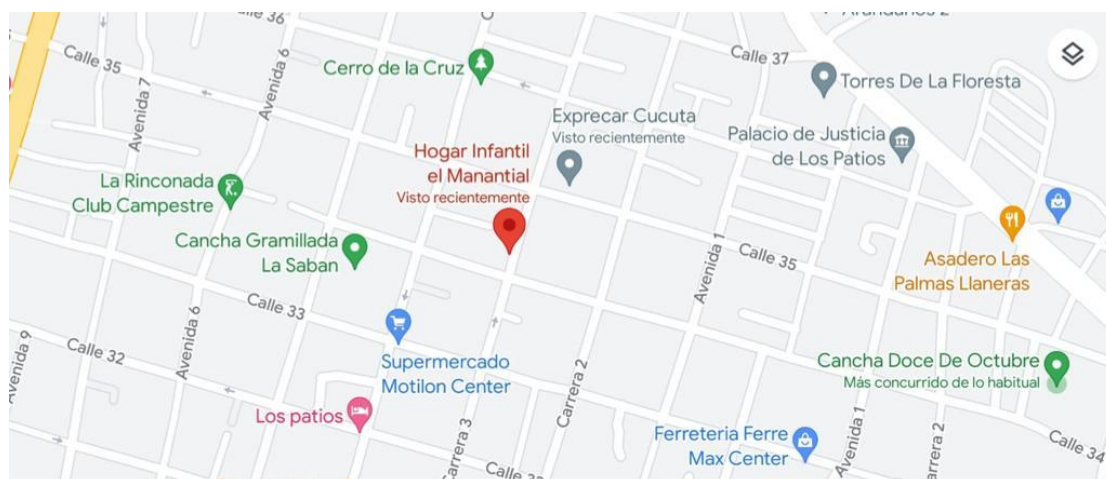 Calle 36
Arandanos 2
Calle 35
Avenida 7
Avenida 6
Cerro de la Cruz
Calle 37
Torres De La Floresta
Exprecar Cucuta
Visto recientemente
Palacio de Justicia
de Los Patios
Hogar Infantil
el Manantial
Visto recientemente
La Rinconada
Club Campestre
Cancha Gramillada
La Saban
Avenida 1
Calle 35
Asadero Las
Palmas Llaneras
Calle 33
Avenida 6
Avenida 9
Calle 32
Supermercado
Motilon Center
Cancha Doce De Octubre
Más concurrido de lo habitual
Los patios
Carrera 3
Carrera 2
Ferreteria Ferre
Max Center
Avenida 1
Carrera 2
Calle 34